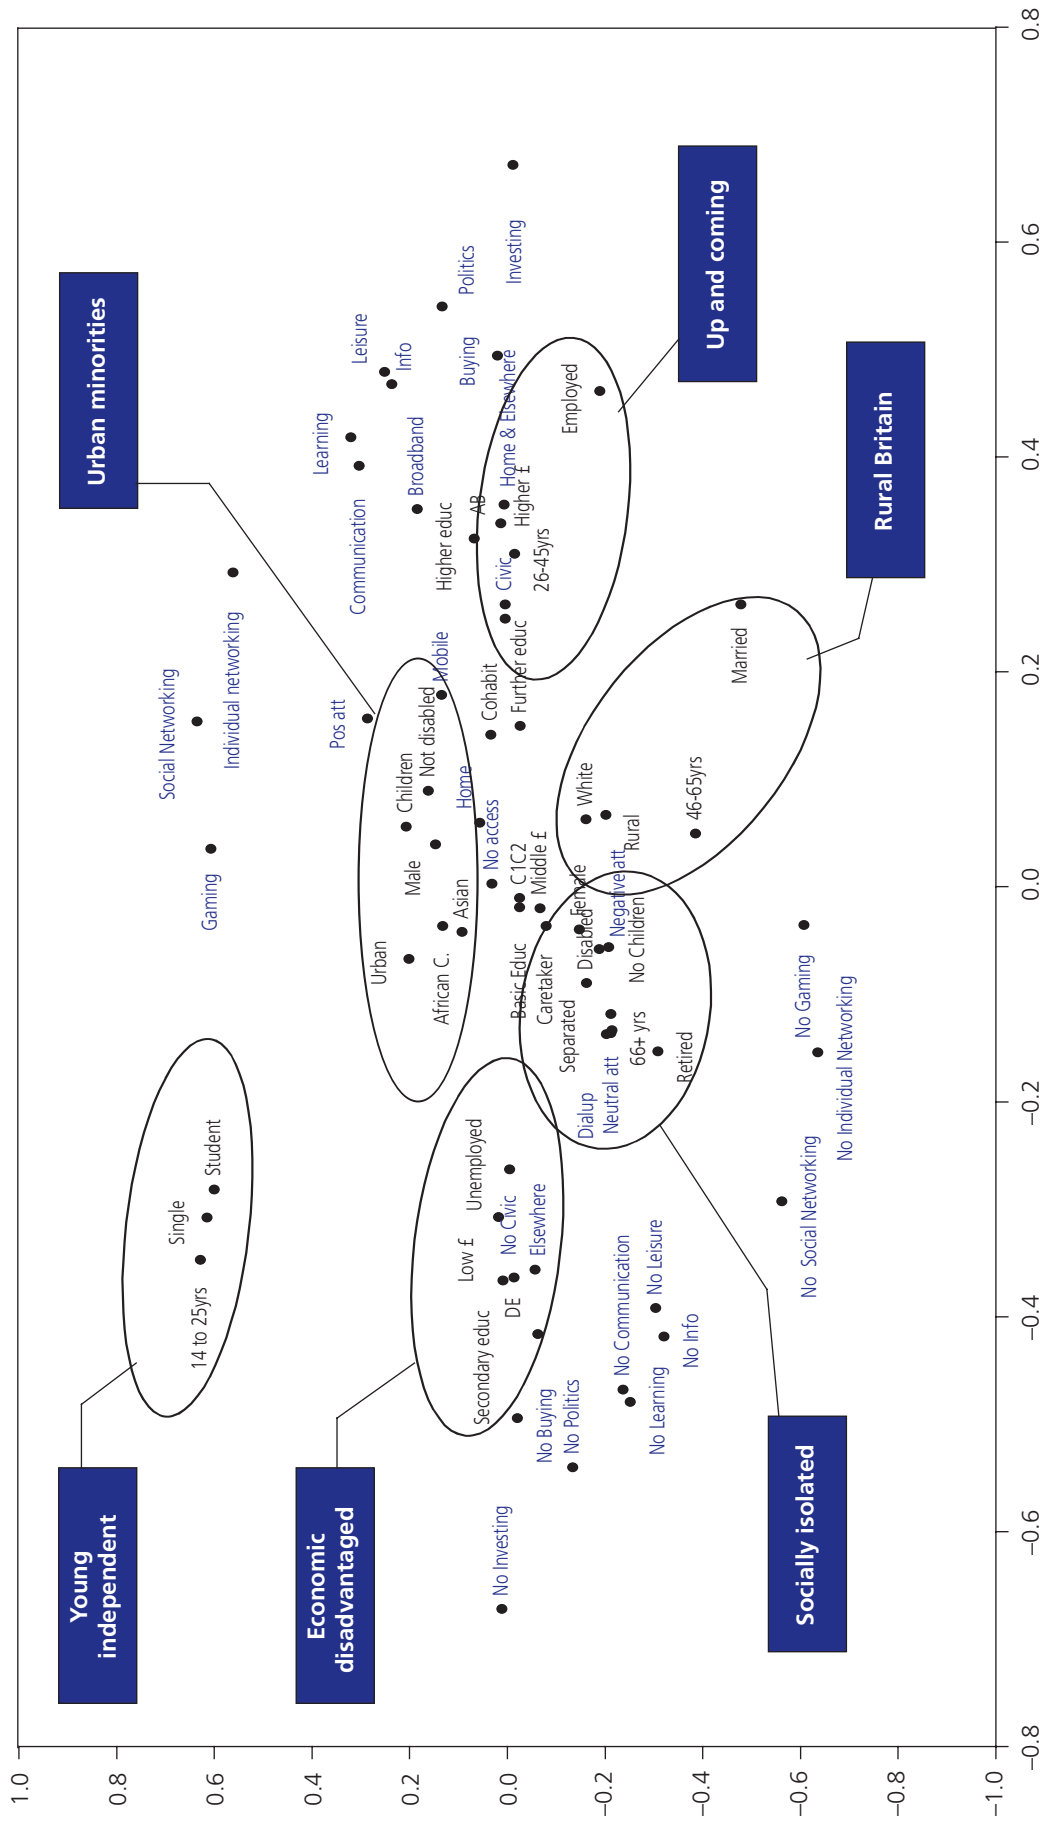 Young
independent
Urban minorities
Economic
disadvantaged
Up and coming
Rural Britain
Socially isolated
Social Networking
Single
Gaming
Student
14 to 25yrs
Individual networking
Learning
Pos att
Communication
Leisure
Urban
Info
Children
Male
Broadband
Not disabled
Mobile
African C.
Higher educ
Asian
Home
Politics
Buying
Low £
Unemployed
AB
Secondary educ
Cohabit
No access
No Investing
No Civic
Civic
Home & Elsewhere
Investing
DE
Basic Educ
C1C2
Further educ
Higher £
Elsewhere
Middle £
26-45yrs
No Buying
Caretaker
No Politics
Separated
Employed
Female
Dialup
Disabled
White
Neutral att
Negative att
No Communication
Rural
66+ yrs
No Children
No Leisure
No Learning
Retired
No Info
46-65yrs
Married
No Gaming
No Social Networking
No Individual Networking
1.0
0.8
0.6
0.4
0.2
0.0
–0.2
–0.4
–0.6
–0.8
–1.0
–0.8
–0.6
–0.4
–0.2
0.0
0.2
0.4
0.6
0.8